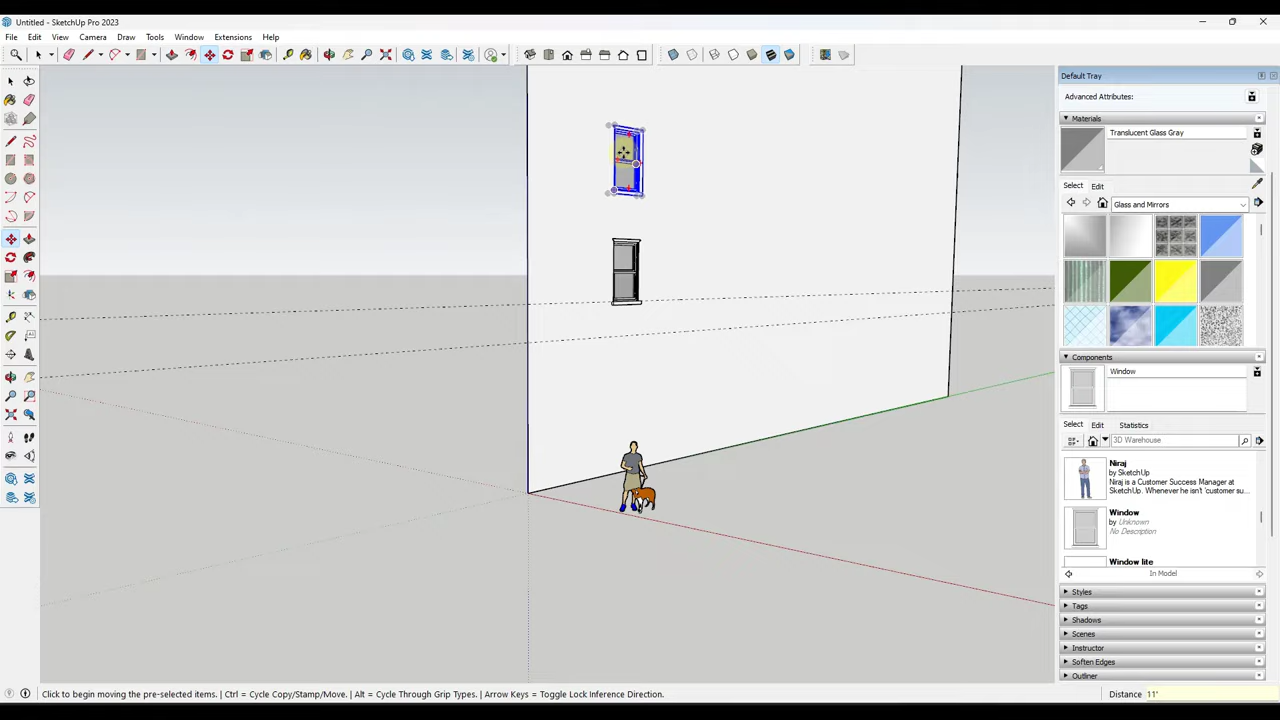 Untitled - SketchUp Pro 2023
File Edit View Camera Draw Tools Window Extensions Help
Default Tray
Advanced Attributes:
Materials
Translucent Glass Gray
Select Edit
Glass and Mirrors
Components
Window
Select Edit Statistics
3D Warehouse
Niraj
by SketchUp
Niraj is a Customer Success Manager at
SketchUp. Whenever he isn't 'customer su...
Window
by Unknown
No Description
Window lite
In Model
Styles
Tags
Shadows
Scenes
Instructor
Soften Edges
Outliner
Click to begin moving the pre-selected items. | Ctrl = Cycle Copy/Stamp/Move. | Alt = Cycle Through Grip Types. | Arrow Keys = Toggle Lock Inference Direction.
Distance 11'